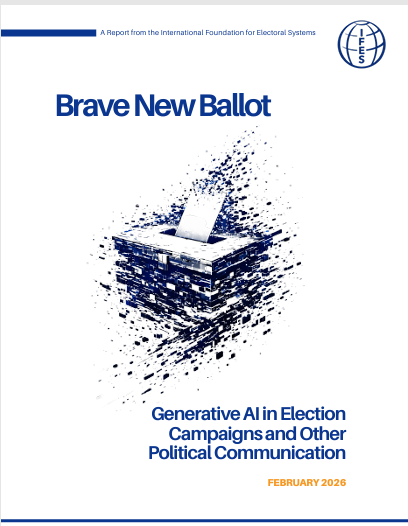 A Report from the International Foundation for Electoral Systems
IFES
Brave New Ballot
Generative AI in Election
Campaigns and Other
Political Communication
FEBRUARY 2026